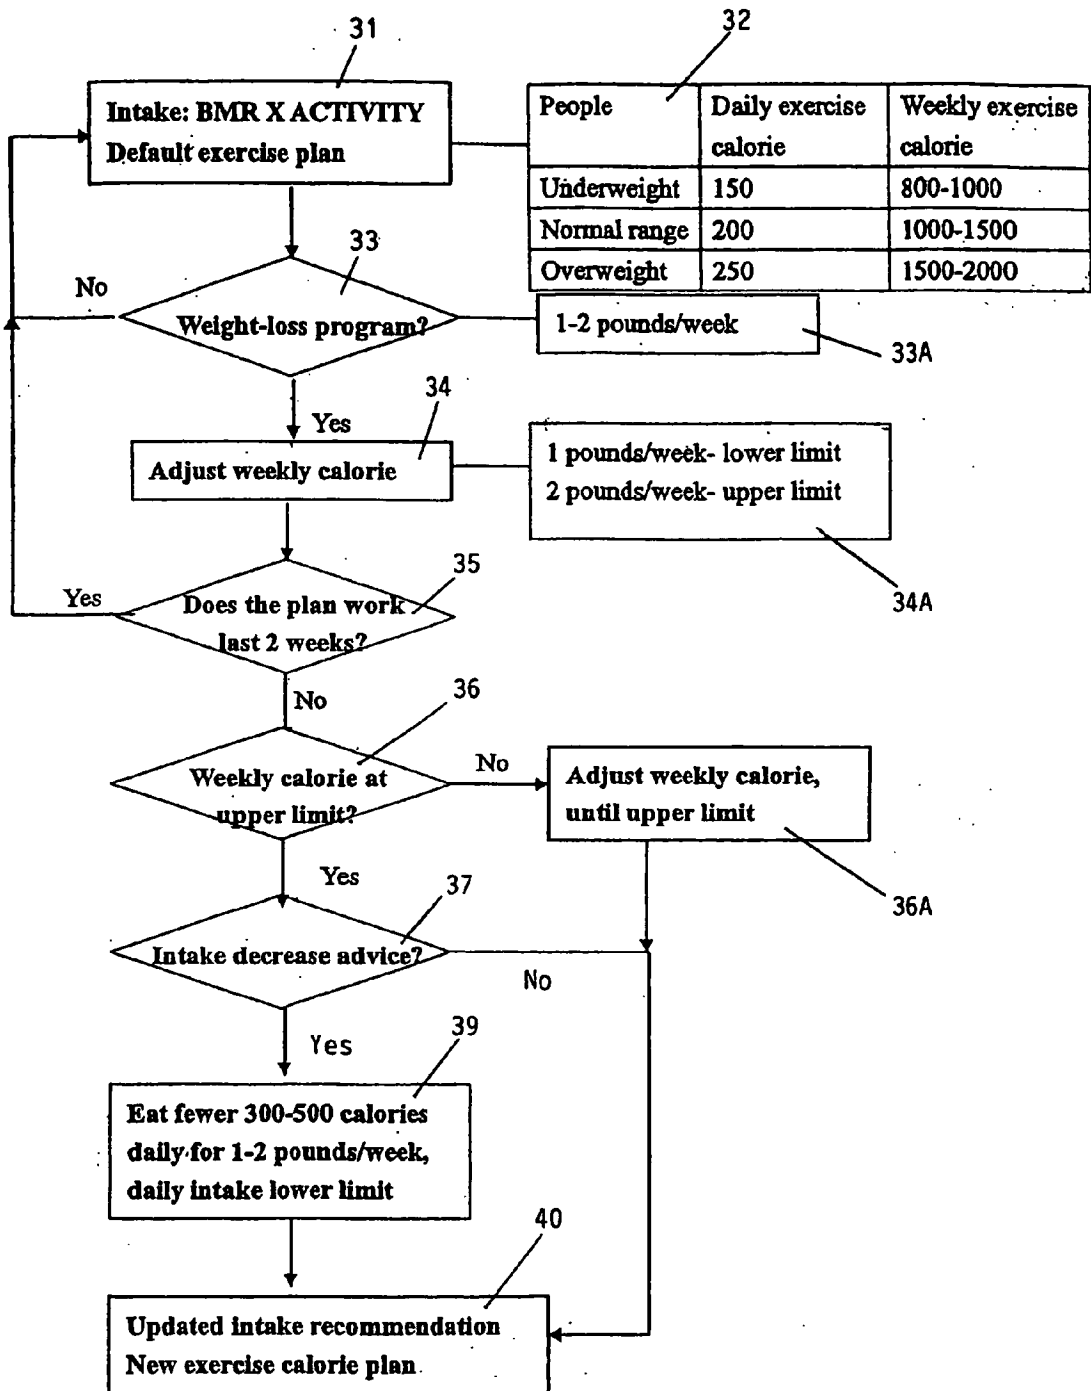 31
32
Intake: BMR X ACTIVITY
Default exercise plan
People Daily exercise calorie Weekly exercise calorie
Underweight 150 800-1000
Normal range 200 1000-1500
Overweight 250 1500-2000
33
No
Weight-loss program?
1-2 pounds/week
33A
34
Yes
Adjust weekly calorie
1 pounds/week- lower limit
2 pounds/week- upper limit
34A
35
Yes
Does the plan work
last 2 weeks?
No
36
Weekly calorie at
upper limit?
No
Adjust weekly calorie,
until upper limit
36A
Yes
37
Intake decrease advice?
No
Yes
39
Eat fewer 300-500 calories
daily for 1-2 pounds/week,
daily intake lower limit
40
Updated intake recommendation
New exercise calorie plan